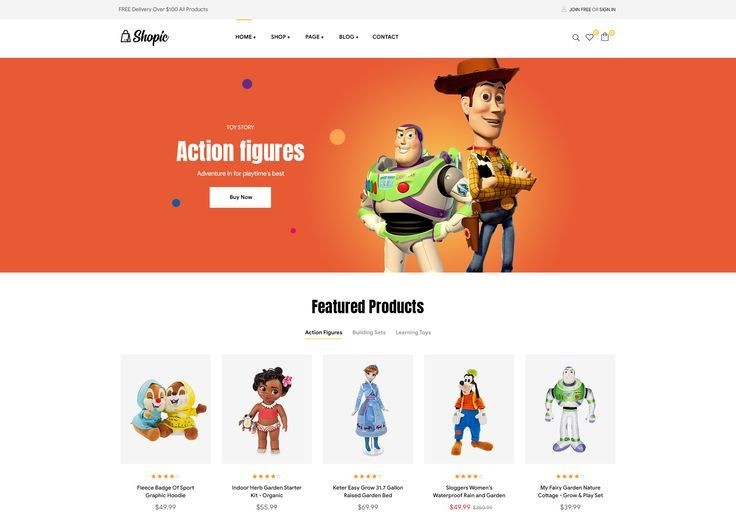 FREE Delivery Over $100 All Products
JOIN FREE OR SIGN IN
Shopic
HOME +
SHOP +
PAGE +
BLOG +
CONTACT
0
0
TOY STORY
Action figures
Adventure in for playtime's best
Buy Now
Featured Products
Action Figures
Building Sets
Learning Toys
Fleece Badge Of Sport
Graphic Hoodie
$49.99
Indoor Herb Garden Starter
Kit - Organic
$55.99
Keter Easy Grow 31.7 Gallon
Raised Garden Bed
$69.99
Sloggers Women's
Waterproof Rain and Garden
$49.99
My Fairy Garden Nature
Cottage - Grow & Play Set
$39.99